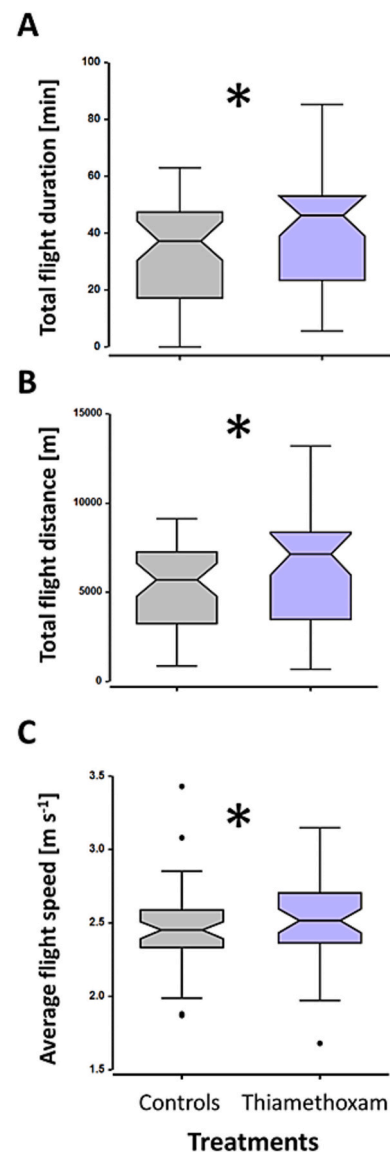 A
Total flight duration [min]
100
80
60
40
20
0
*
B
Total flight distance [m]
15000
10000
5000
0
*
C
Average flight speed [m s⁻¹]
3.5
3.0
2.5
2.0
1.5
*
Controls Thiamethoxam
Treatments